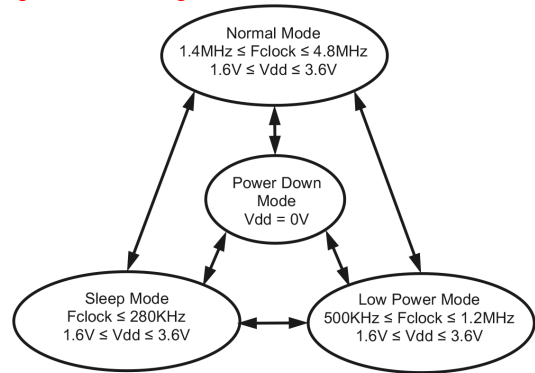 Normal Mode
1.4MHz ≤ Fclock ≤ 4.8MHz
1.6V ≤ Vdd ≤ 3.6V
Power Down
Mode
Vdd = 0V
Sleep Mode
Fclock ≤ 280KHz
1.6V ≤ Vdd ≤ 3.6V
Low Power Mode
500KHz ≤ Fclock ≤ 1.2MHz
1.6V ≤ Vdd ≤ 3.6V